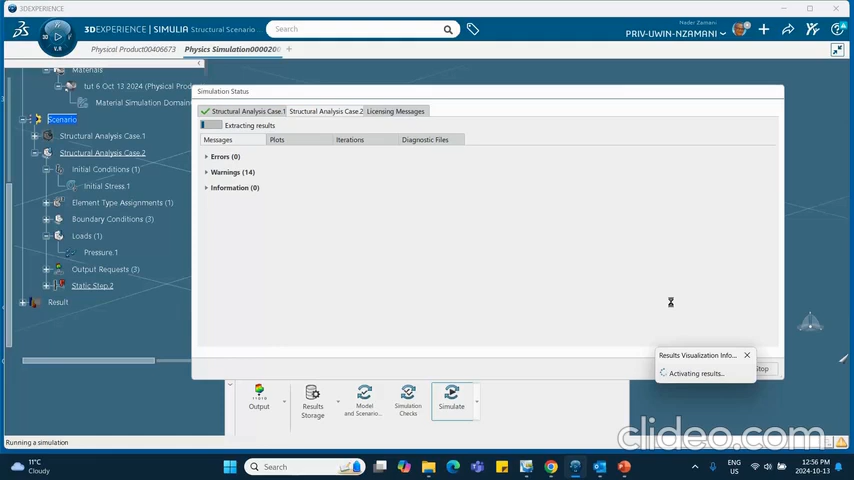 3DEXPERIENCE
3DEXPERIENCE | SIMULIA Structural Scenario ...
Search
Nader Zamani
PRIV-UWIN-NZAMANI
3D
V.R
Physical Product00406673
Physics Simulation0000200
Materials
tut 6 Oct 13 2024 (Physical Prod
Material Simulation Domain
Scenario
Structural Analysis Case.1
Structural Analysis Case.2
Initial Conditions (1)
Initial Stress.1
Element Type Assignments (1)
Boundary Conditions (3)
Loads (1)
Pressure.1
Output Requests (3)
Static Step.2
Result
Simulation Status
Structural Analysis Case.1
Structural Analysis Case.2
Licensing Messages
Extracting results
Messages
Plots
Iterations
Diagnostic Files
Errors (0)
Warnings (14)
Information (0)
Results Visualization Info...
Activating results...
Stop
Output
Results Storage
Model and Scenario...
Simulation Checks
Simulate
clideo.com
Running a simulation
11°C
Cloudy
Search
ENG
US
12:56 PM
2024-10-13